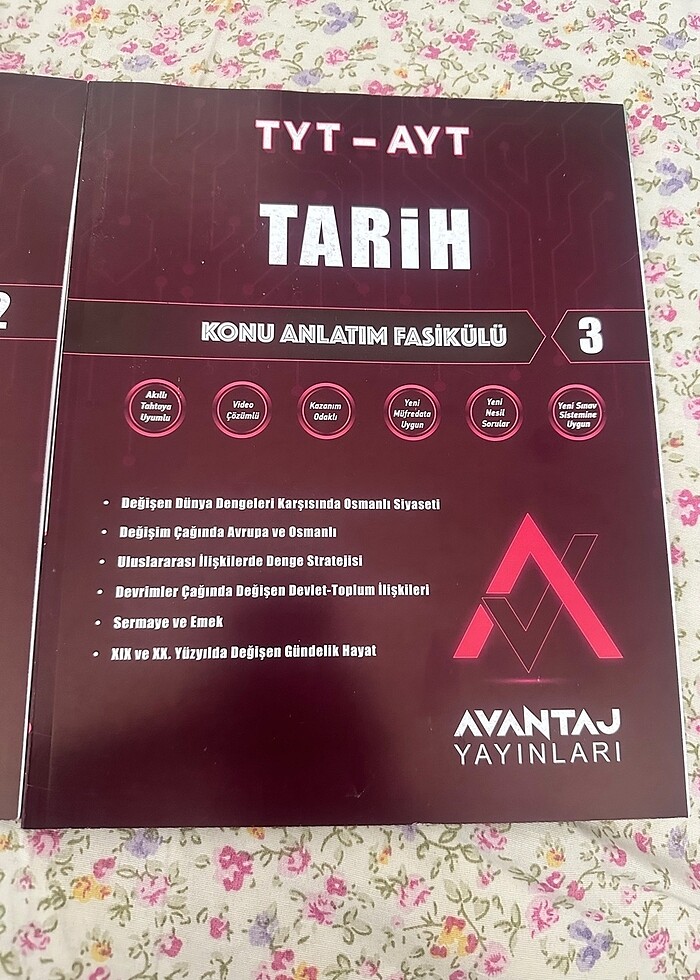 TYT – AYT
TARİH
2
KONU ANLATIM FASİKÜLÜ
3
Akıllı
Tahtaya
Uyumlu
Video
Çözümlü
Kazanım
Odaklı
Yeni
Müfredata
Uygun
Yeni
Nesil
Sorular
Yeni Sınav
Sistemine
Uygun
• Değişen Dünya Dengeleri Karşısında Osmanlı Siyaseti
• Değişim Çağında Avrupa ve Osmanlı
• Uluslararası İlişkilerde Denge Stratejisi
• Devrimler Çağında Değişen Devlet-Toplum İlişkileri
• Sermaye ve Emek
• XIX ve XX. Yüzyılda Değişen Gündelik Hayat
AVANTAJ
YAYINLARI